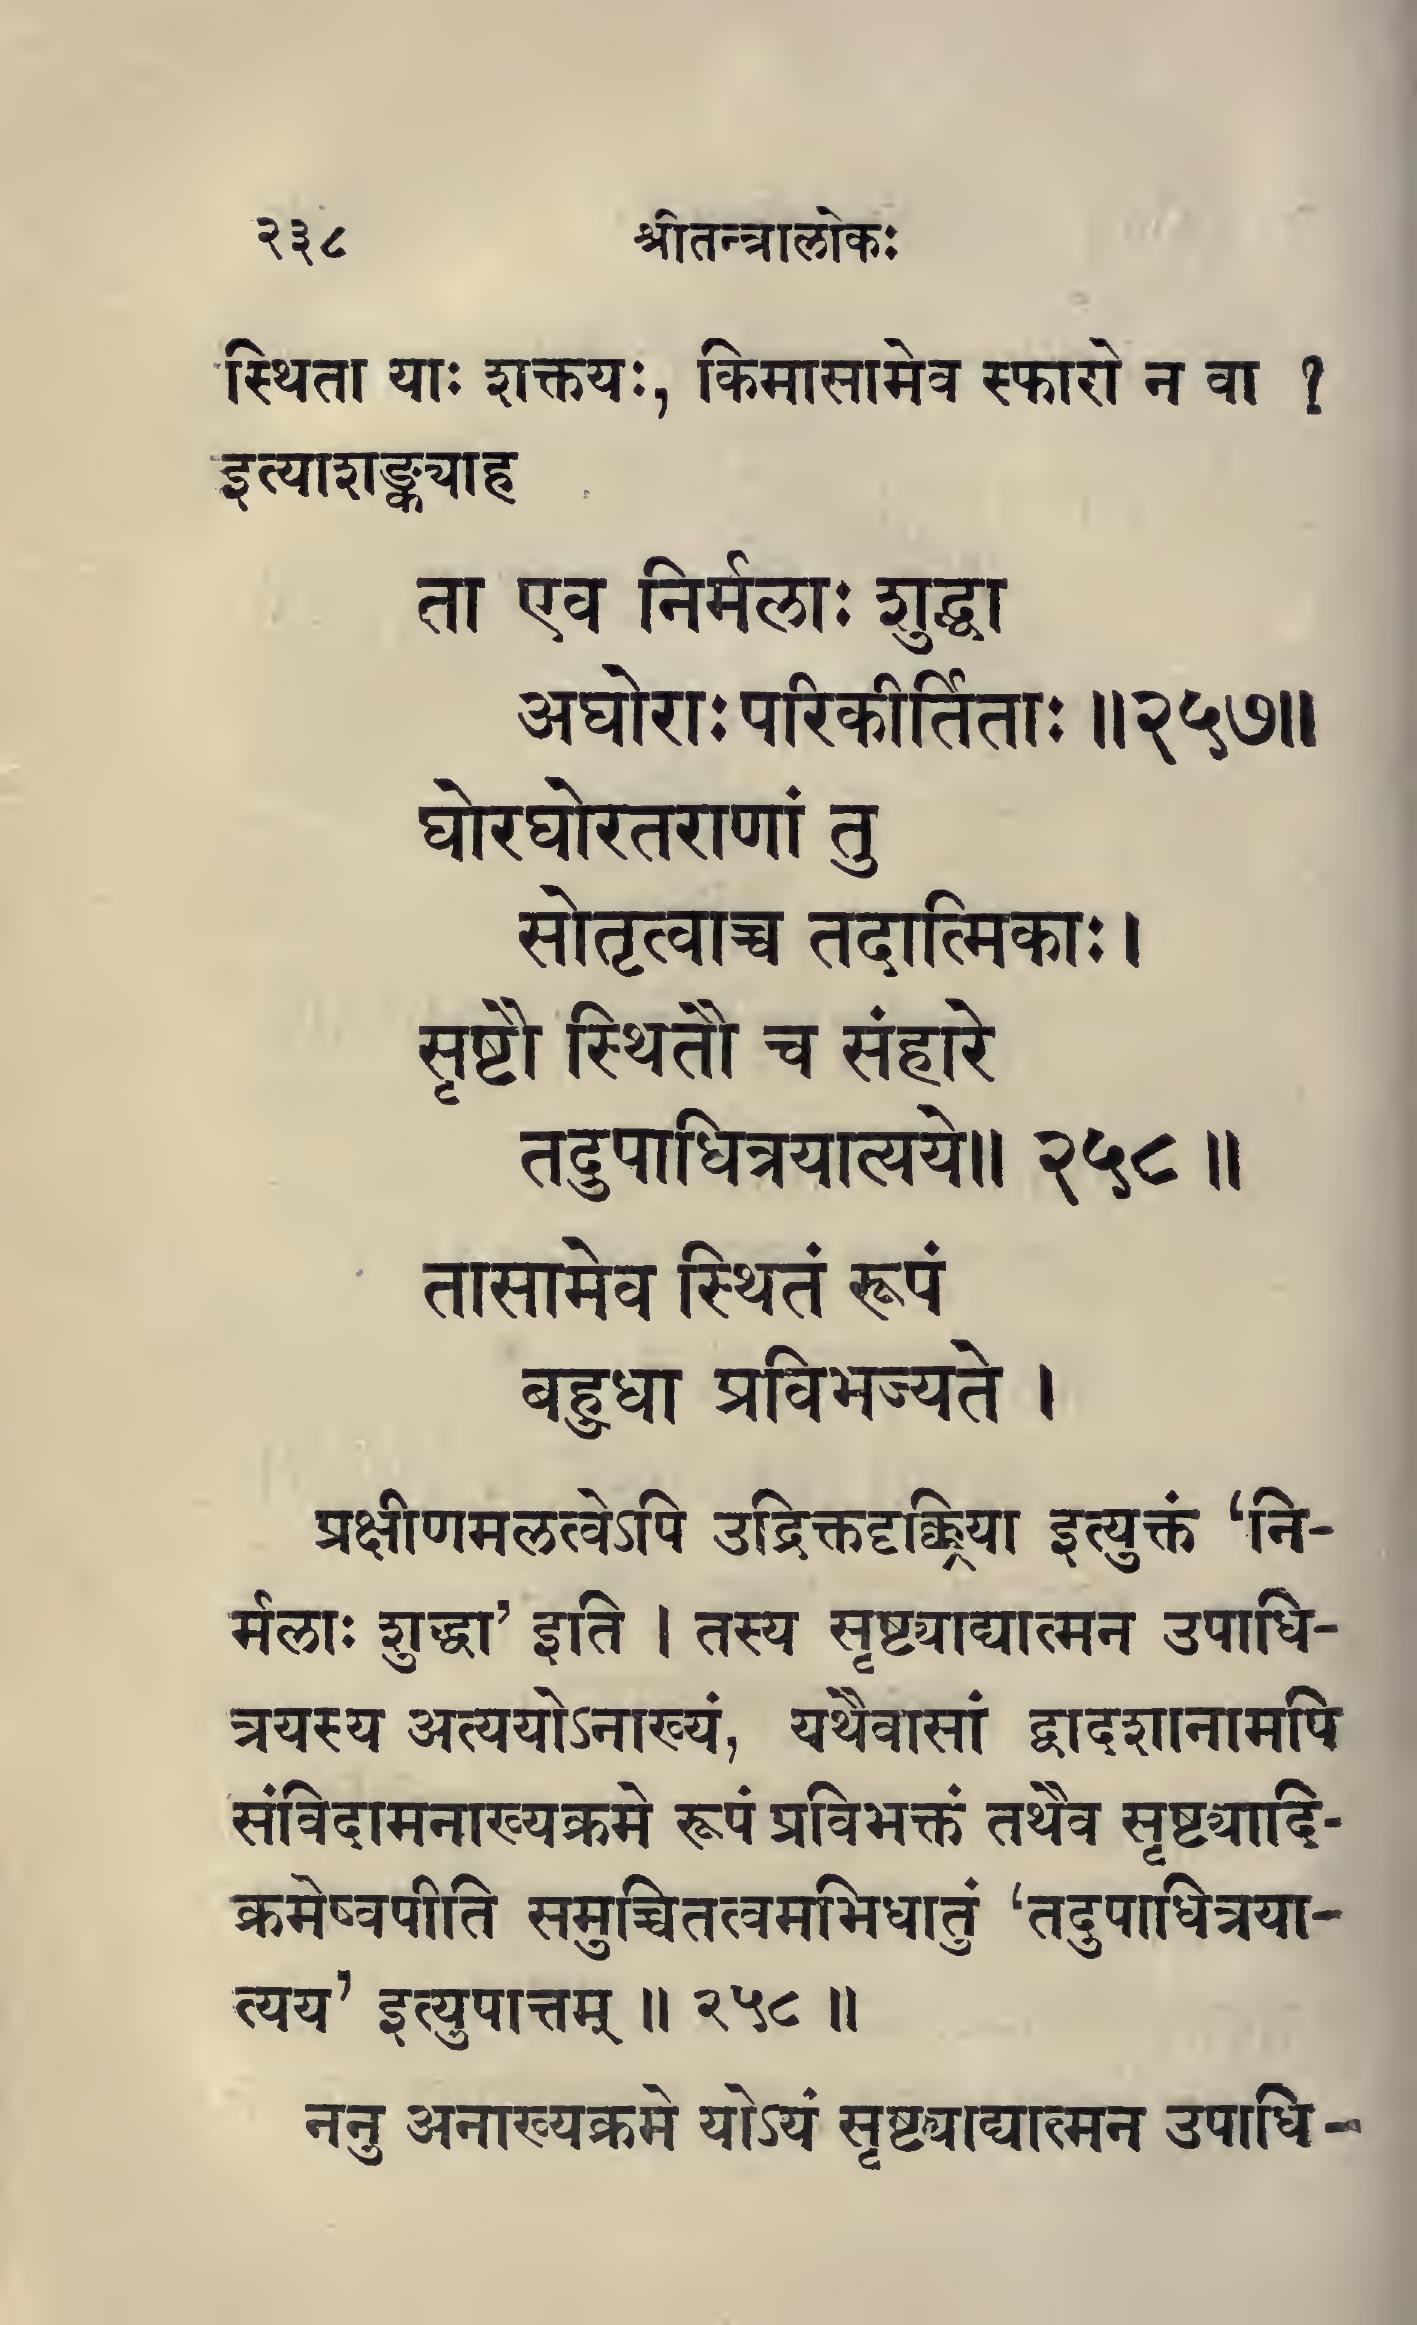 २३८ श्रीतन्त्रालोकः
स्थिता याः शक्तयः, किमासामेव स्फारो न वा ?
इत्याशङ्क्याह
ता एव निर्मलाः शुद्धा
अघोराः परिकीर्तिताः ॥२५७॥
घोरघोरतराणां तु
सोतृत्वाच्च तदात्मिकाः ।
सृष्टौ स्थितौ च संहारे
तदुपाधित्रयात्यये॥ २५८ ॥
तासामेव स्थितं रूपं
बहुधा प्रविभज्यते ।
प्रक्षीणमलत्वेऽपि उद्रिक्तदृक्क्रिया इत्युक्तं ‘नि-
र्मलाः शुद्धा’ इति । तस्य सृष्ट्याद्यात्मन उपाधि-
त्रयस्य अत्ययोऽनाख्यं, यथैवासां द्वादशानामपि
संविदामनाख्यक्रमे रूपं प्रविभक्तं तथैव सृष्ट्यादि-
क्रमेष्वपीति समुच्चितत्वमभिधातुं ‘तदुपाधित्रया-
त्यय’ इत्युपात्तम् ॥ २५८ ॥
ननु अनाख्यक्रमे योऽयं सृष्ट्याद्यात्मन उपाधि-